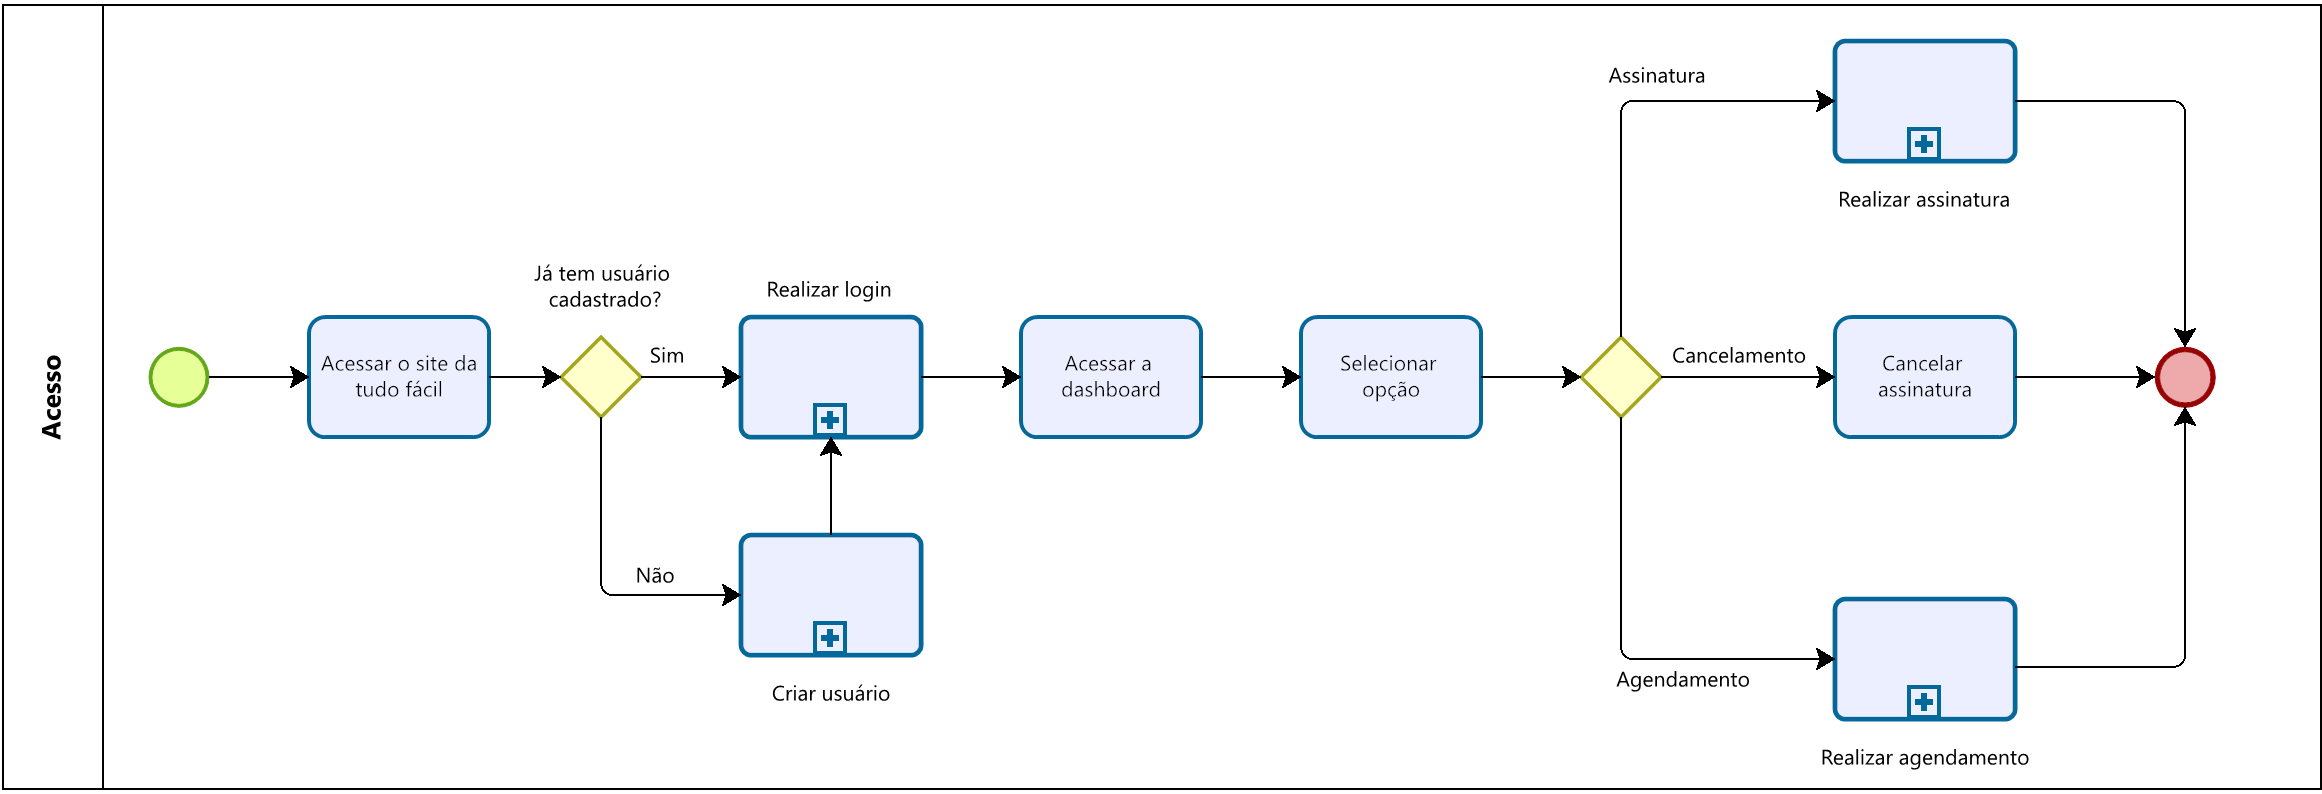 Acesso
Acessar o site da
tudo fácil
Já tem usuário
cadastrado?
Sim
Não
Realizar login
Criar usuário
Acessar a
dashboard
Selecionar
opção
Assinatura
Realizar assinatura
Cancelamento
Cancelar
assinatura
Agendamento
Realizar agendamento